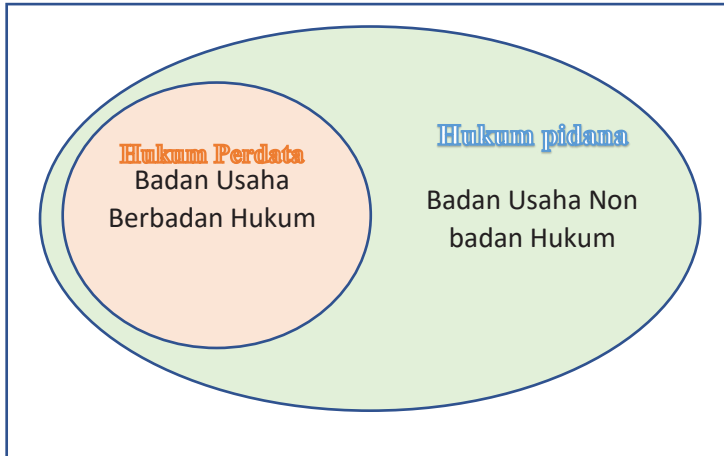 Hukum Perdata
Badan Usaha
Berbadan Hukum
Hukum pidana
Badan Usaha Non
badan Hukum